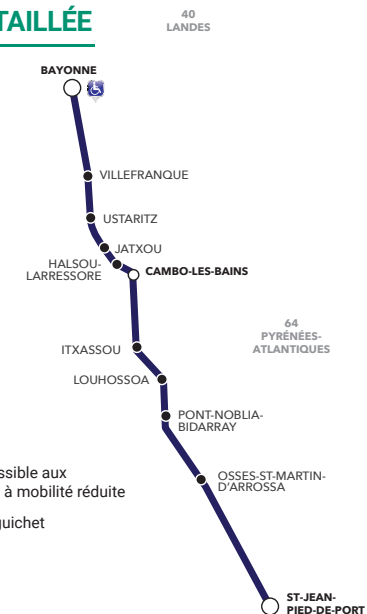 TAILLÉE
40
LANDES
BAYONNE
VILLEFRANQUE
USTARITZ
JATXOU
HALSOU-
LARRESSORE
CAMBO-LES-BAINS
64
PYRÉNÉES-
ATLANTIQUES
ITXASSOU
LOUHOSSOA
PONT-NOBLIA-
BIDARRAY
ssible aux
à mobilité réduite
OSSES-ST-MARTIN-
D'ARROSSA
guichet
ST-JEAN-
PIED-DE-PORT